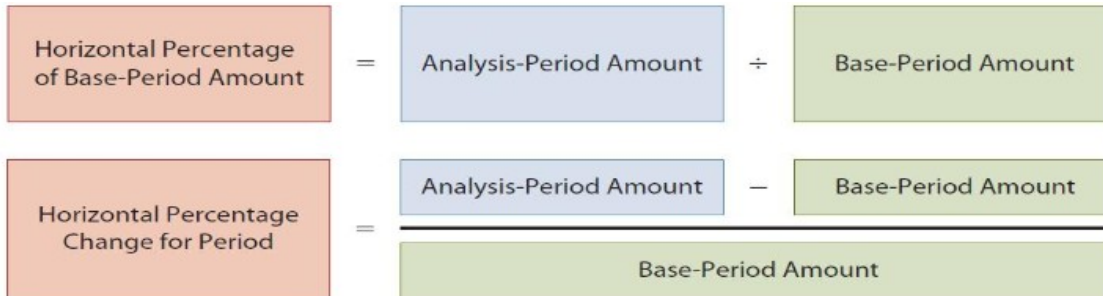 Horizontal Percentage
of Base-Period Amount
=
Analysis-Period Amount
÷
Base-Period Amount
Horizontal Percentage
Change for Period
=
Analysis-Period Amount
−
Base-Period Amount
Base-Period Amount